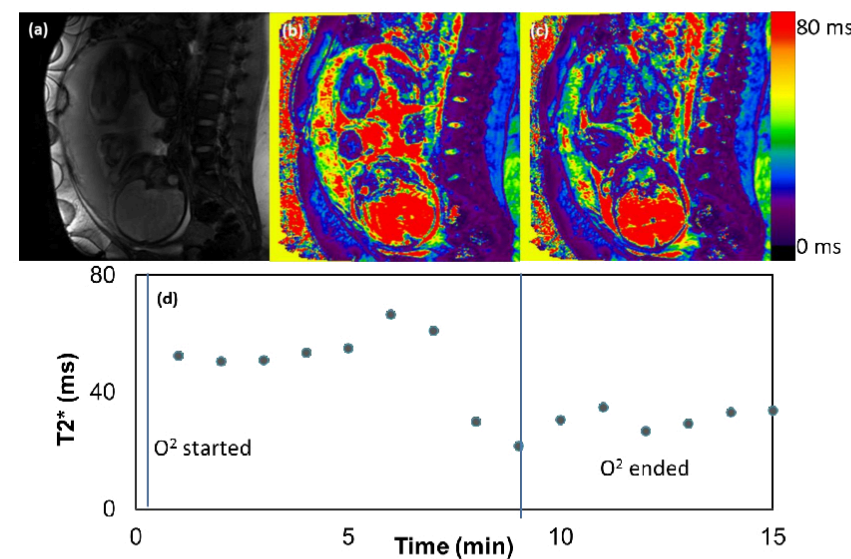 (a)
(b)
(c)
80 ms
0 ms
(d)
80
40
0
T2* (ms)
O² started
O² ended
0
5
10
15
Time (min)